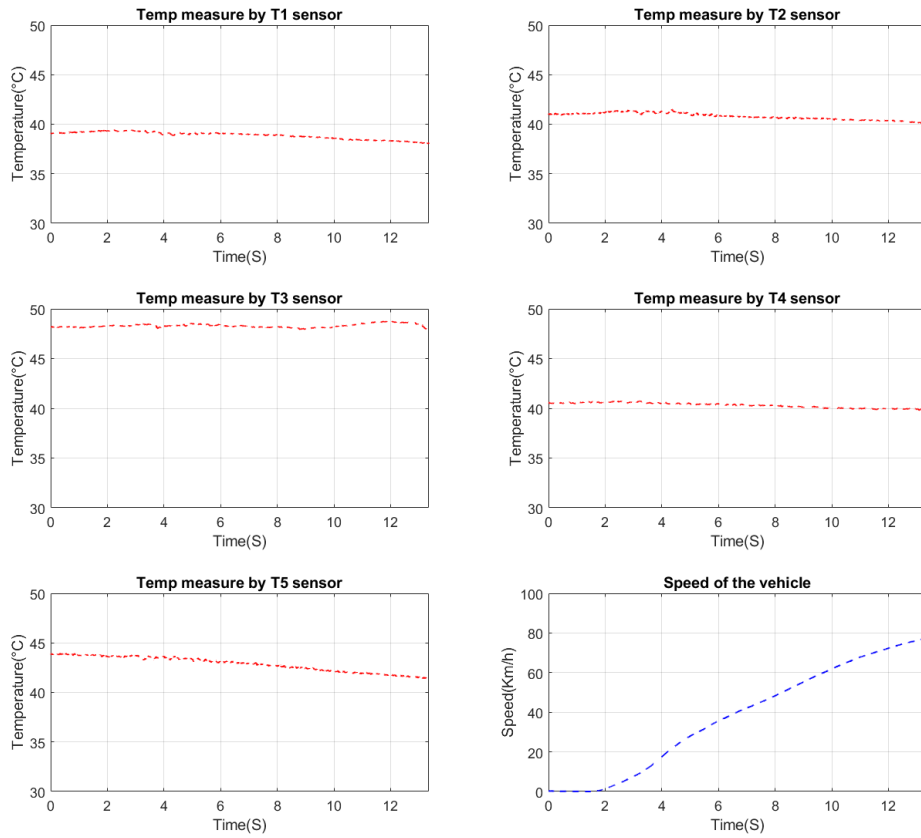 Temp measure by T1 sensor
50
45
40
35
30
Temperature(°C)
0 2 4 6 8 10 12
Time(S)
Temp measure by T2 sensor
50
45
40
35
30
Temperature(°C)
0 2 4 6 8 10 12
Time(S)
Temp measure by T3 sensor
50
45
40
35
30
Temperature(°C)
0 2 4 6 8 10 12
Time(S)
Temp measure by T4 sensor
50
45
40
35
30
Temperature(°C)
0 2 4 6 8 10 12
Time(S)
Temp measure by T5 sensor
50
45
40
35
30
Temperature(°C)
0 2 4 6 8 10 12
Time(S)
Speed of the vehicle
100
80
60
40
20
0
Speed(Km/h)
0 2 4 6 8 10 12
Time(S)